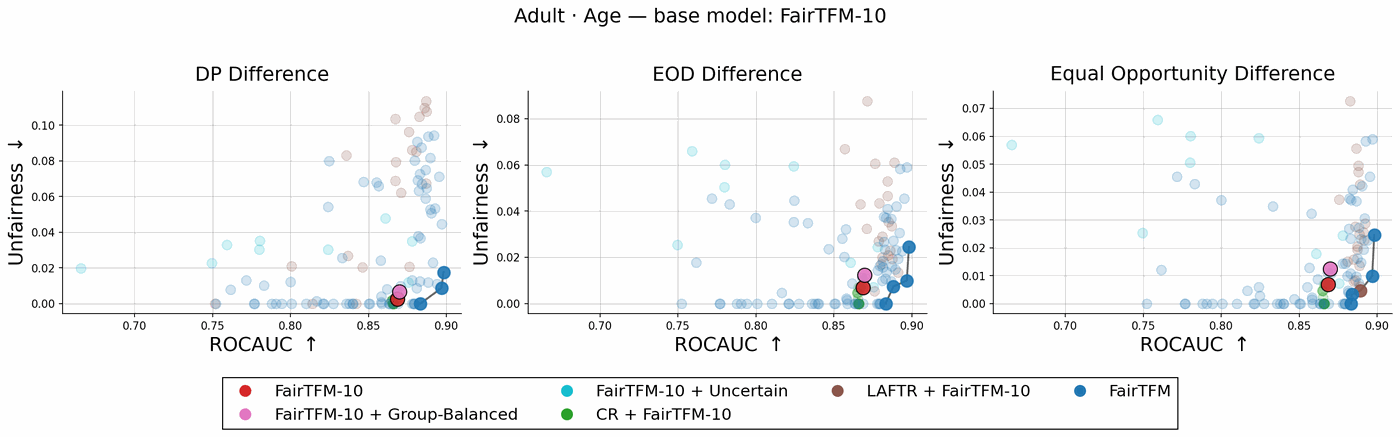 Adult · Age — base model: FairTFM-10
DP Difference
EOD Difference
Equal Opportunity Difference
Unfairness ↓
0.10
0.08
0.06
0.04
0.02
0.00
0.70
0.75
0.80
0.85
0.90
ROCAUC ↑
Unfairness ↓
0.08
0.06
0.04
0.02
0.00
0.70
0.75
0.80
0.85
0.90
ROCAUC ↑
Unfairness ↓
0.07
0.06
0.05
0.04
0.03
0.02
0.01
0.00
0.70
0.75
0.80
0.85
0.90
ROCAUC ↑
FairTFM-10
FairTFM-10 + Group-Balanced
FairTFM-10 + Uncertain
CR + FairTFM-10
LAFTR + FairTFM-10
FairTFM